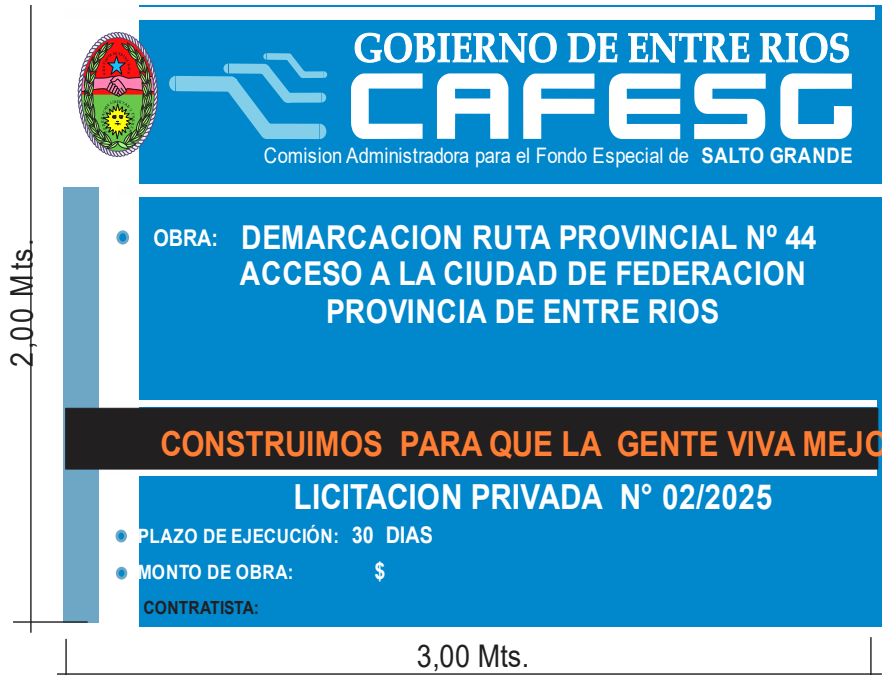 GOBIERNO DE ENTRE RIOS
CAFESG
Comision Administradora para el Fondo Especial de SALTO GRANDE
OBRA: DEMARCACION RUTA PROVINCIAL Nº 44
ACCESO A LA CIUDAD DE FEDERACION
PROVINCIA DE ENTRE RIOS
2,00 Mts.
CONSTRUIMOS PARA QUE LA GENTE VIVA MEJO
LICITACION PRIVADA N° 02/2025
PLAZO DE EJECUCIÓN: 30 DIAS
MONTO DE OBRA: $
CONTRATISTA:
3,00 Mts.